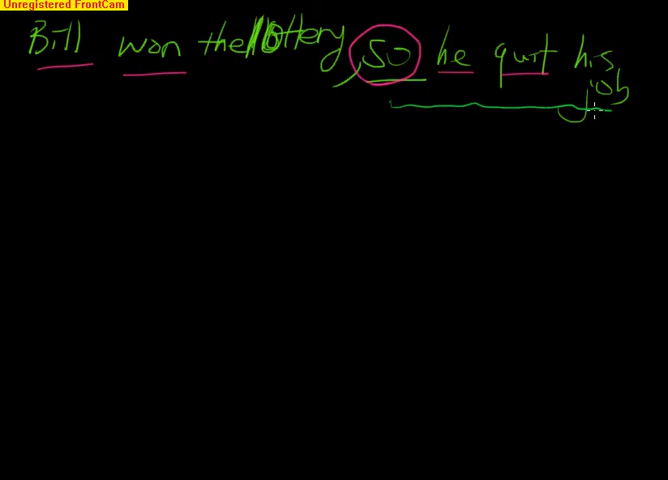 Unregistered FrontCam
Bill won the lottery, so he quit his
job